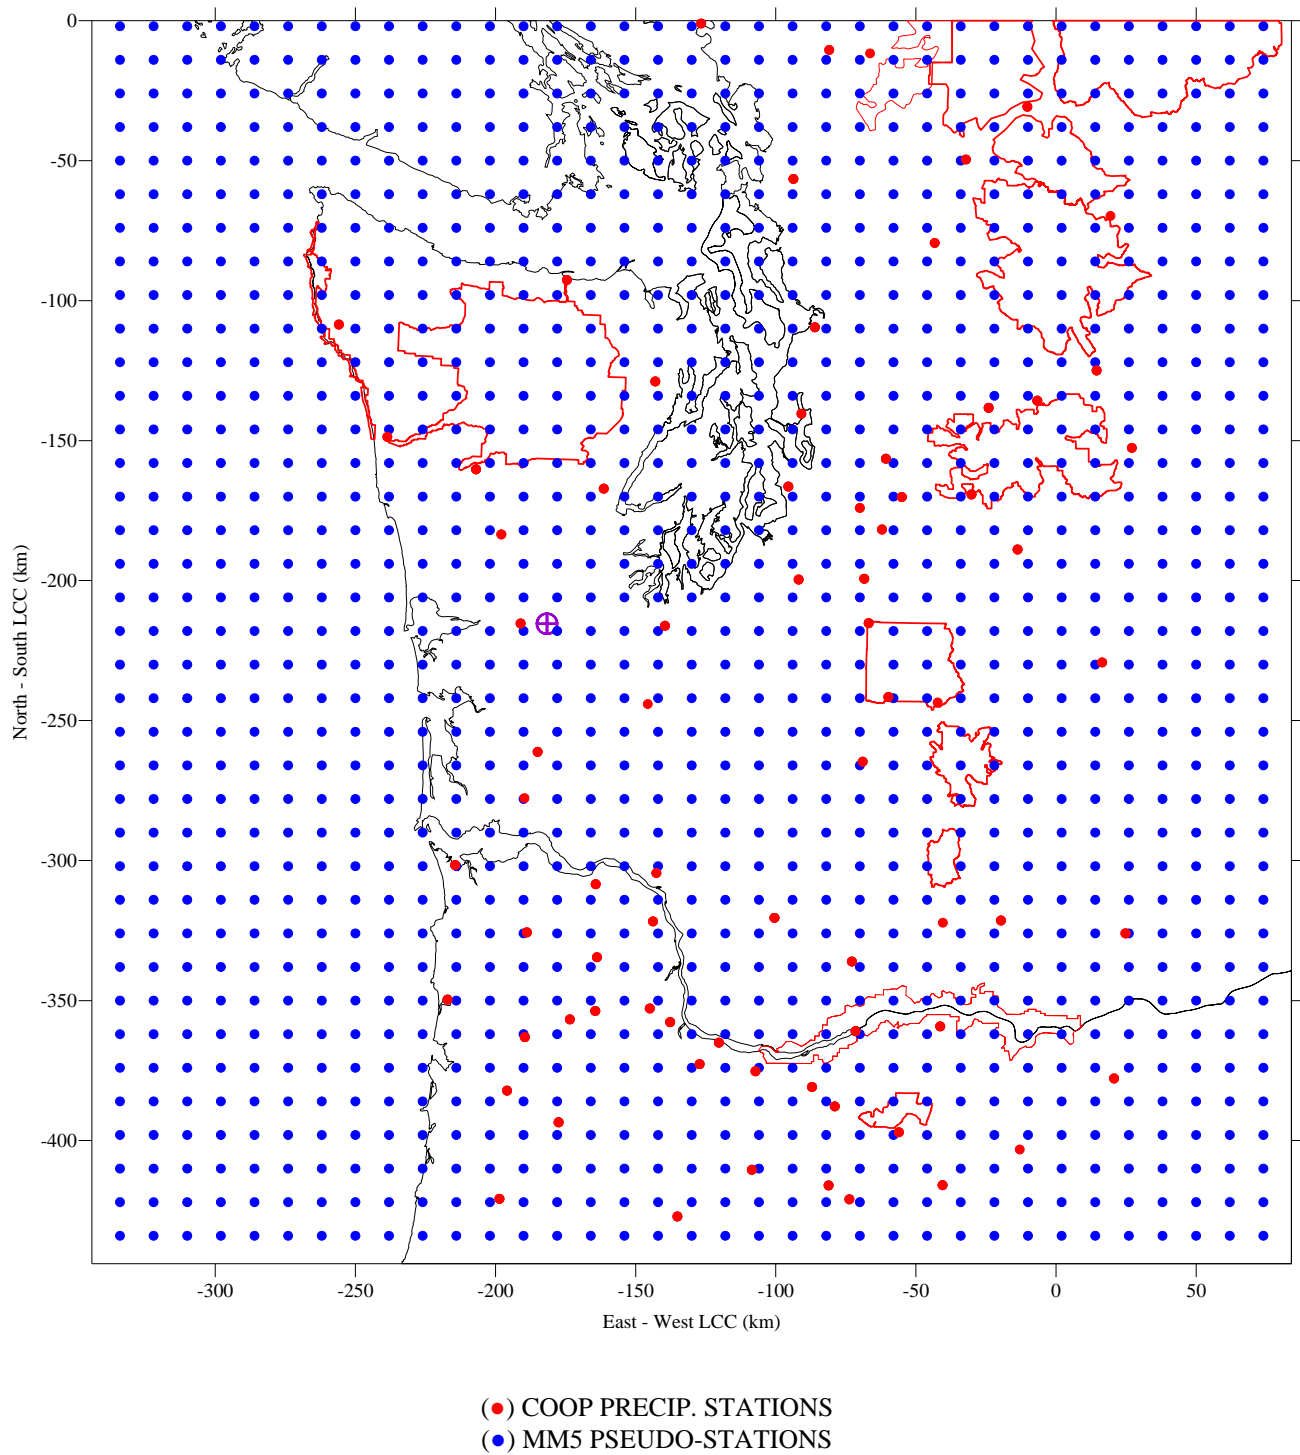 0
-50
-100
-150
-200
-250
-300
-350
-400
North - South LCC (km)
-300 -250 -200 -150 -100 -50 0 50
East - West LCC (km)
(●) COOP PRECIP. STATIONS
(●) MM5 PSEUDO-STATIONS